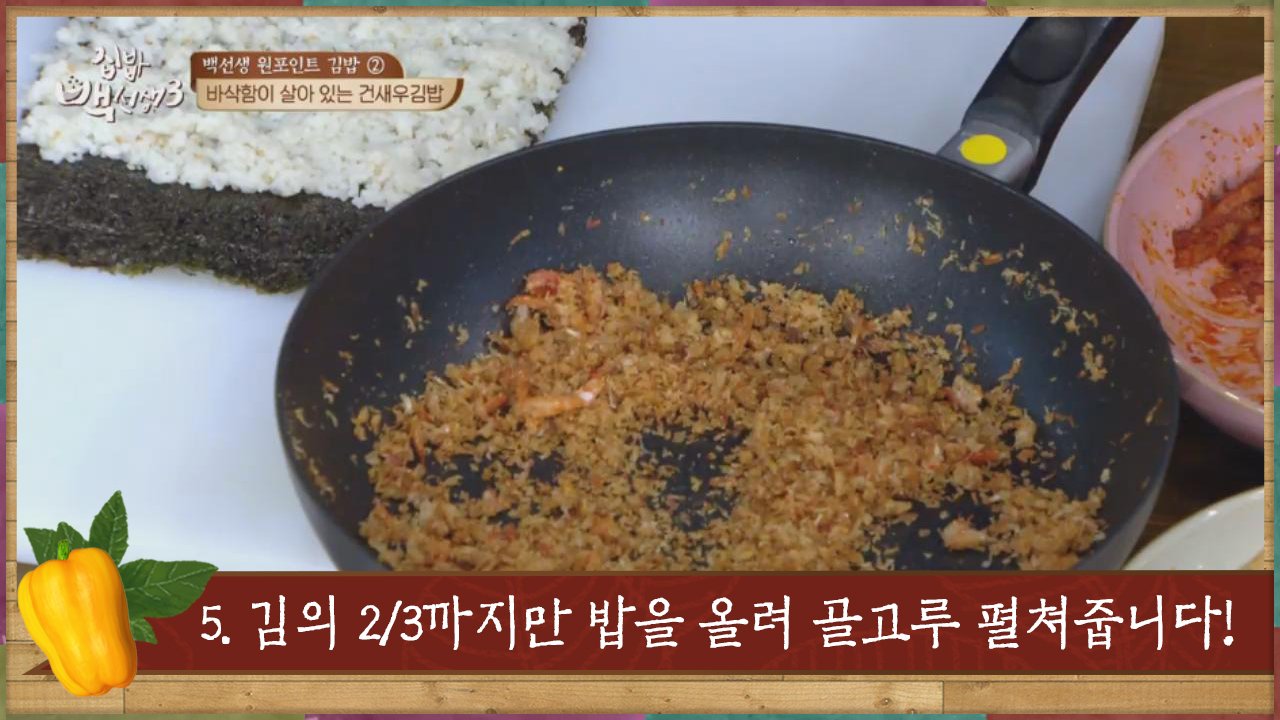 집밥
백선생3
백선생 원포인트 김밥 ②
바삭함이 살아 있는 건새우김밥
5. 김의 2/3까지만 밥을 올려 골고루 펼쳐줍니다!